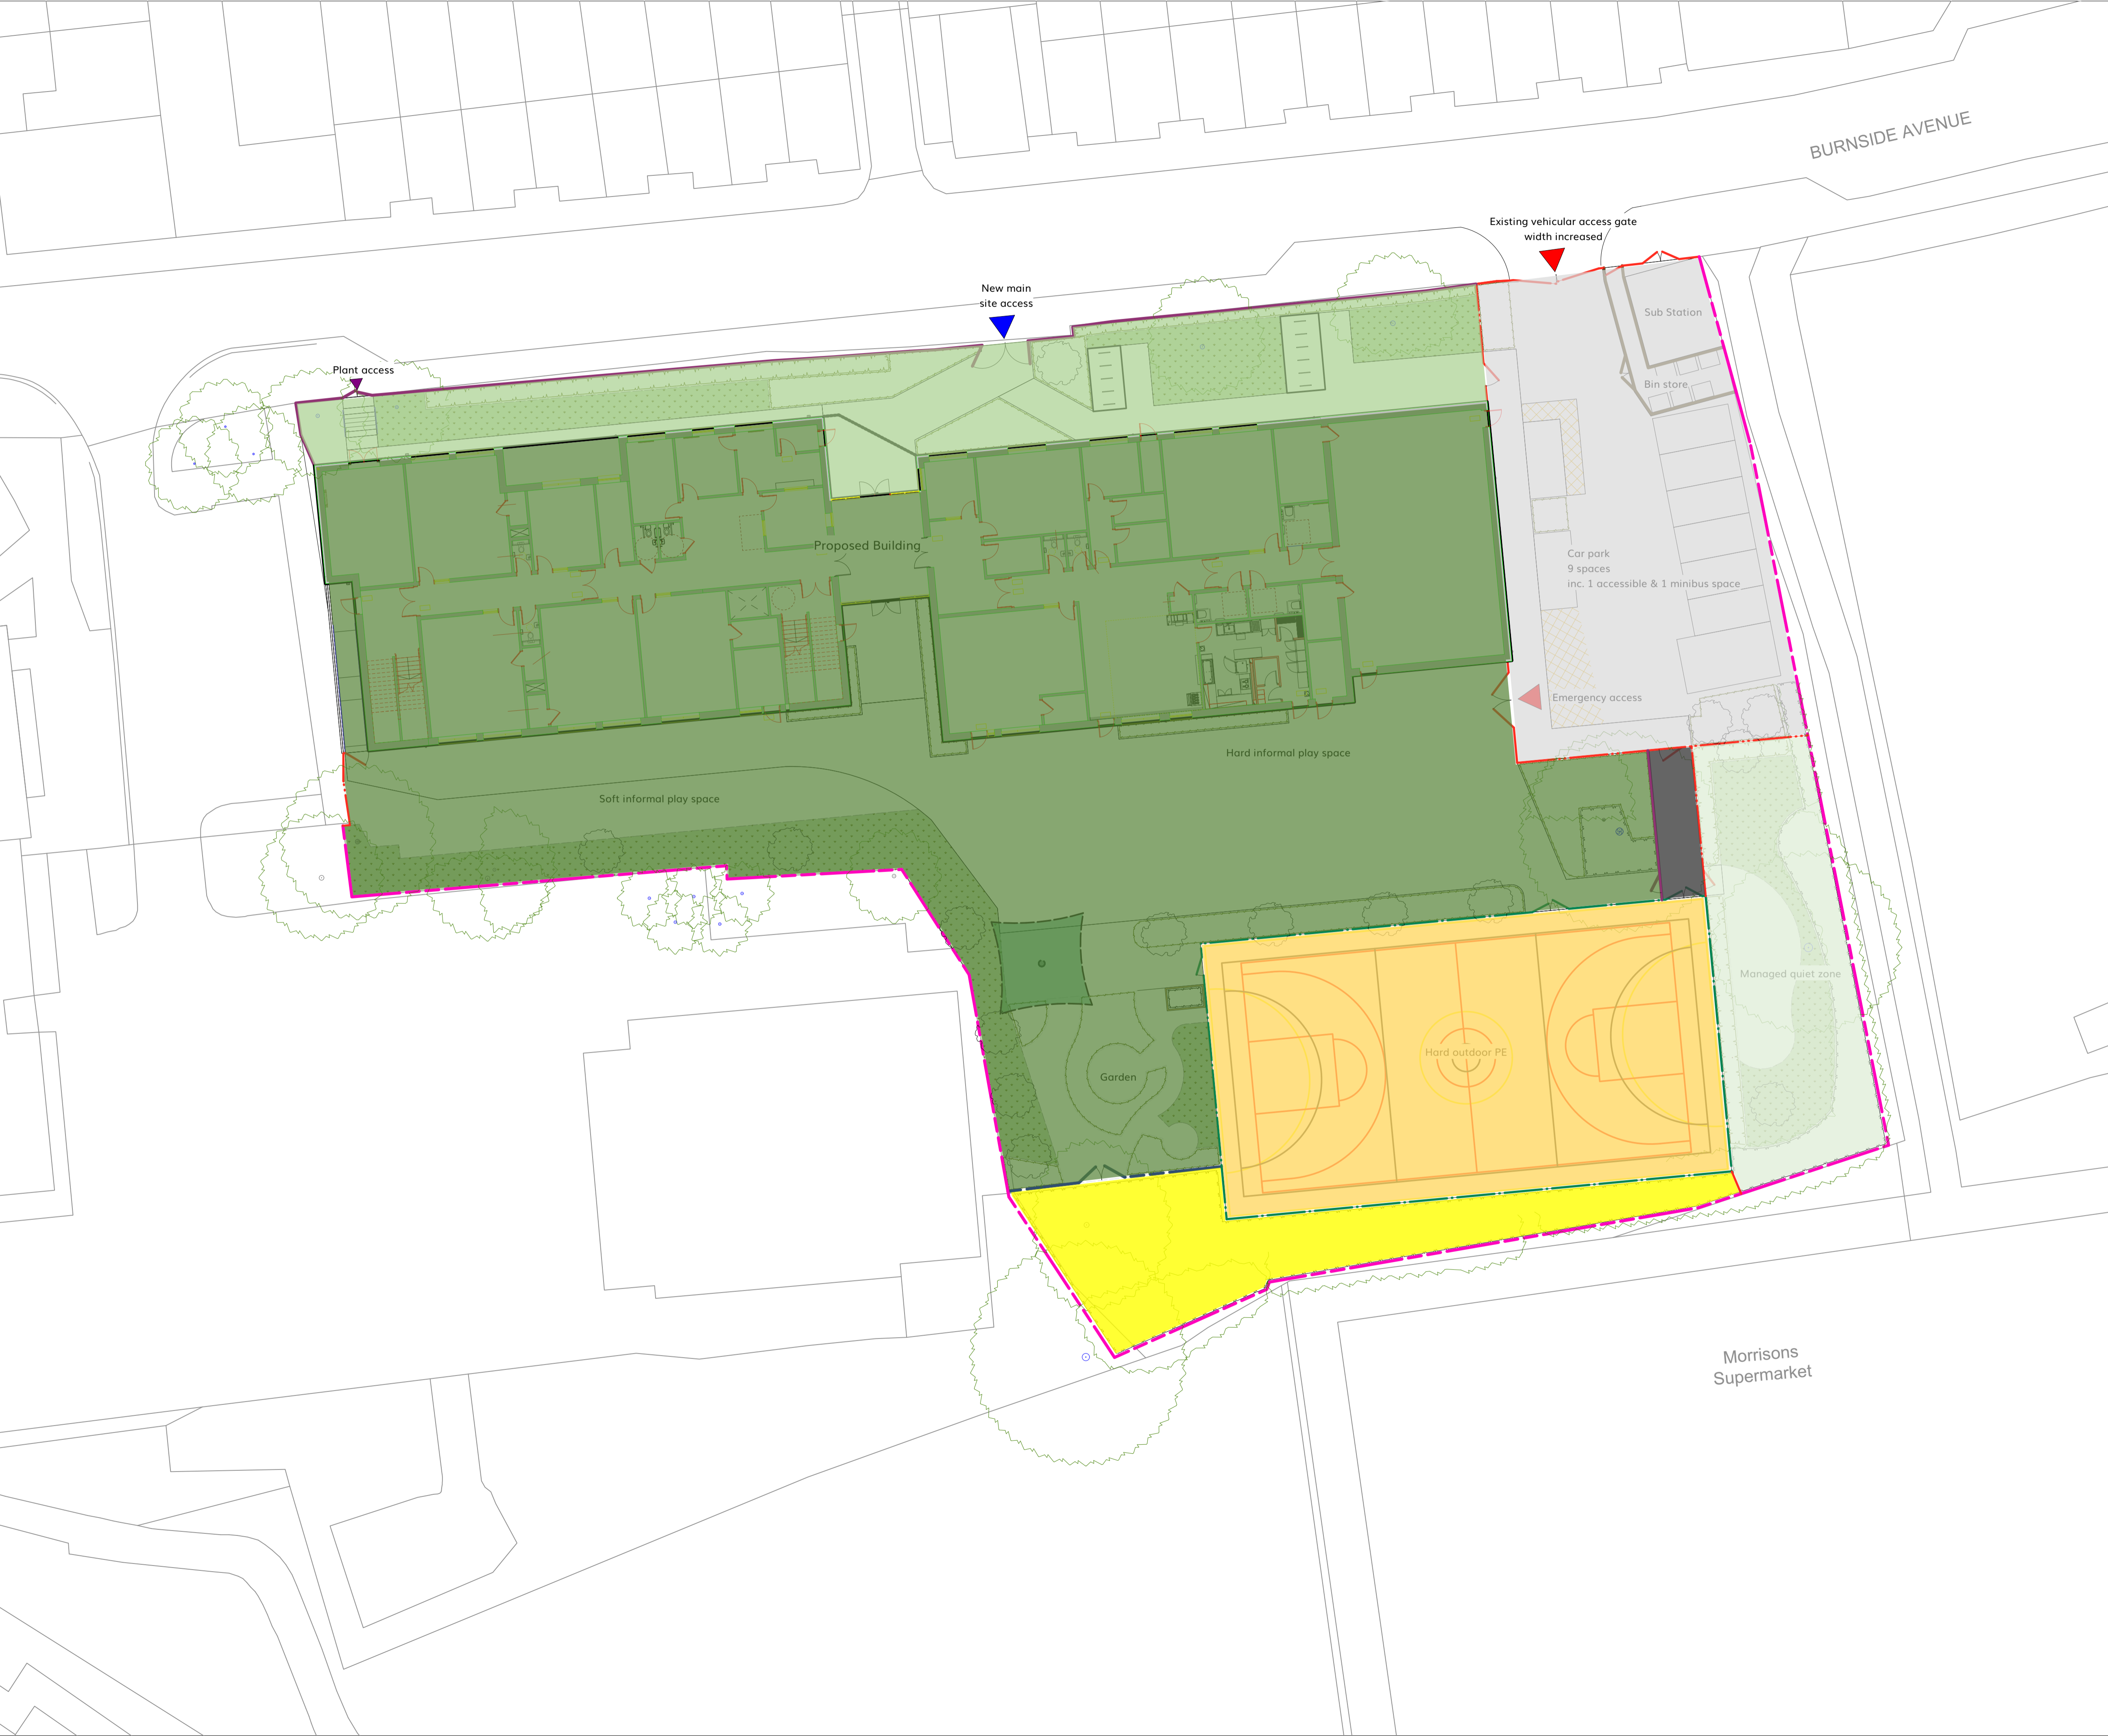 BURNSIDE AVENUE
Existing vehicular access gate
width increased
New main
site access
Sub Station
Plant access
Bin store
Proposed Building
Car park
9 spaces
inc. 1 accessible & 1 minibus space
Emergency access
Hard informal play space
Soft informal play space
Managed quiet zone
Hard outdoor PE
Garden
Morrisons
Supermarket